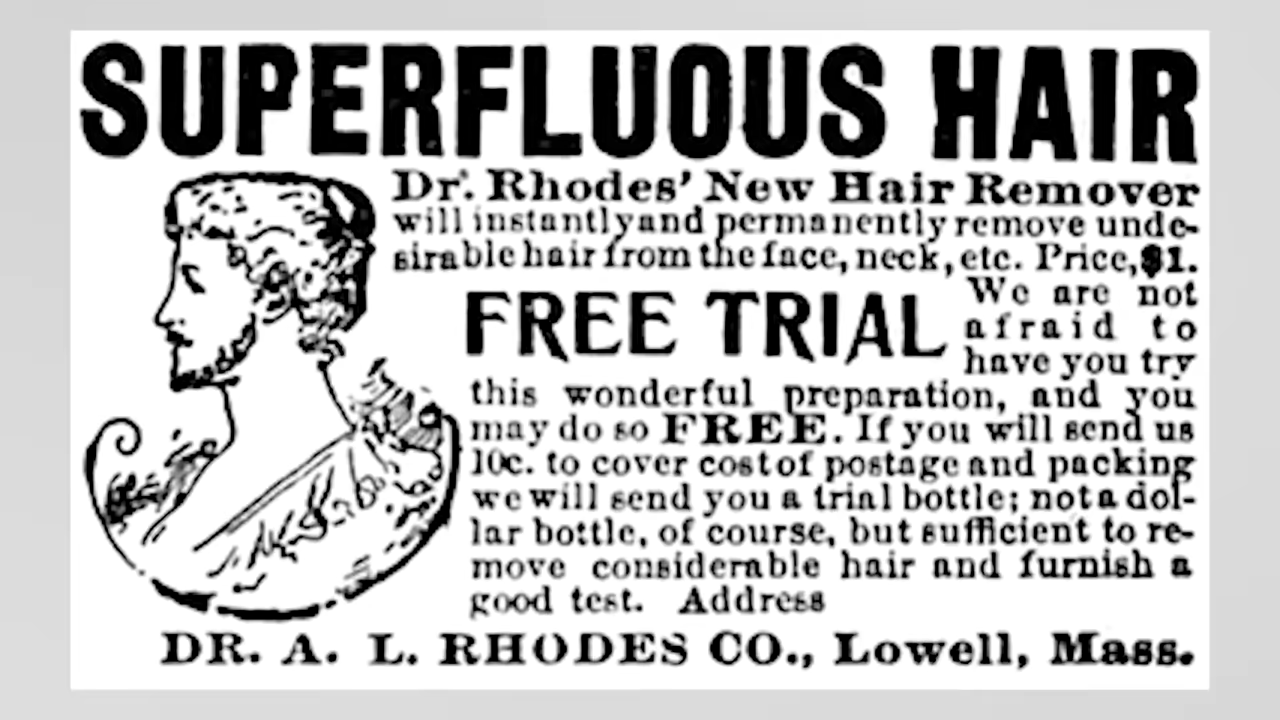 SUPERFLUOUS HAIR
Dr. Rhodes' New Hair Remover
will instantly and permanently remove unde-
sirable hair from the face, neck, etc. Price, $1.
FREE TRIAL
We are not
afraid to
have you try
this wonderful preparation, and you
may do so FREE. If you will send us
10c. to cover cost of postage and packing
we will send you a trial bottle; not a dol-
lar bottle, of course, but sufficient to re-
move considerable hair and furnish a
good test. Address
DR. A. L. RHODES CO., Lowell, Mass.